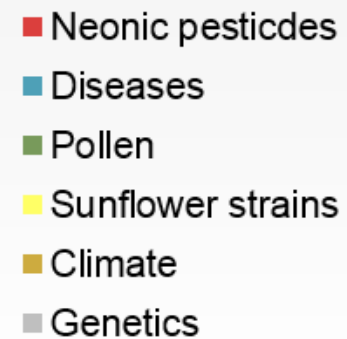 Neonic pesticdes
Diseases
Pollen
Sunflower strains
Climate
Genetics